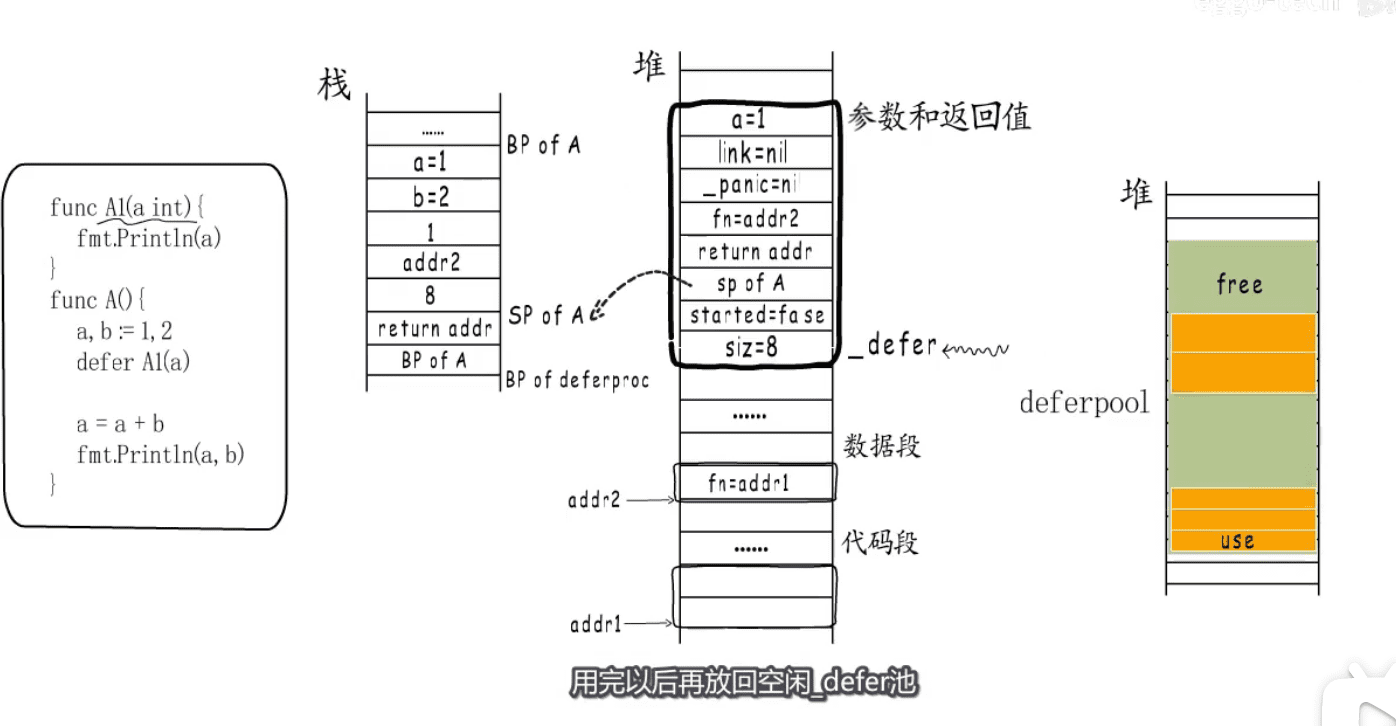 func A1(a int) {
fmt.Println(a)
}
func A() {
a, b := 1, 2
defer A1(a)
a = a + b
fmt.Println(a, b)
}
栈
......
a=1
b=2
1
addr2
8
return addr
BP of A
BP of A
SP of A
BP of deferproc
堆
a=1
link=nil
_panic=nil
fn=addr2
return addr
sp of A
started=fase
siz=8
......
fn=addr1
......
参数和返回值
_defer
数据段
代码段
addr2
addr1
堆
free
use
deferpool
用完以后再放回空闲_defer池